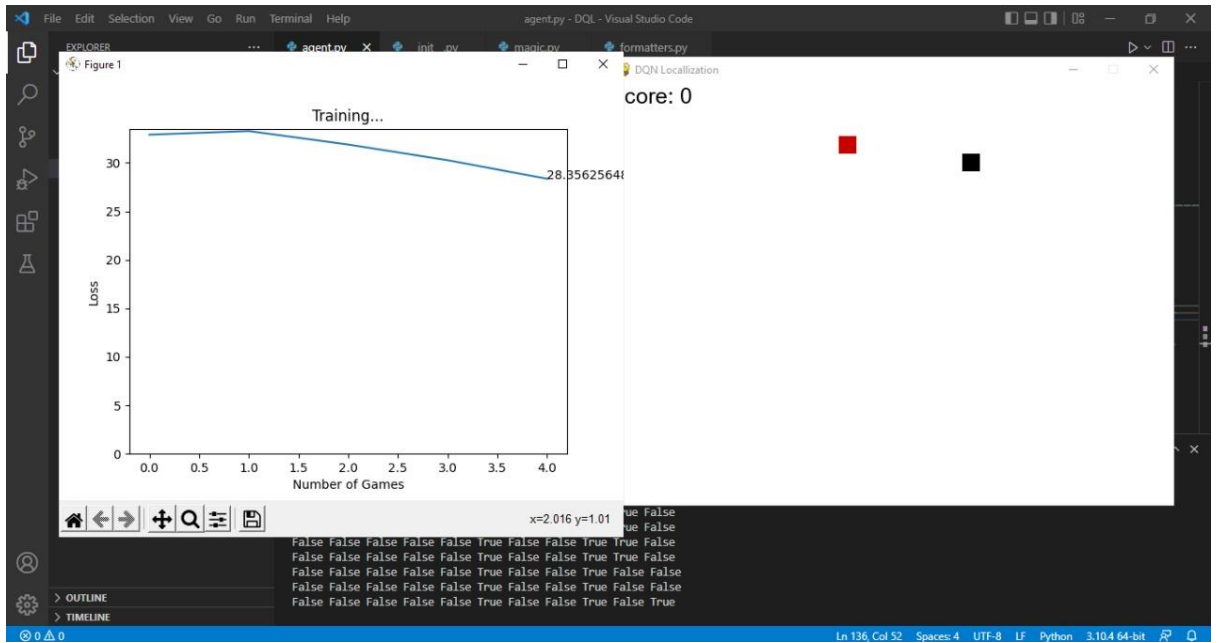 File Edit Selection View Go Run Terminal Help
agent.py - DQL - Visual Studio Code
EXPLORER
agent.py
init .py
magic.py
formatters.py
Figure 1
DQN Locallization
core: 0
Training...
28.35625648
30
25
20
15
10
5
0
Loss
0.0 0.5 1.0 1.5 2.0 2.5 3.0 3.5 4.0
Number of Games
x=2.016 y=1.01
rue False
rue False
False False False False False True False False True True False
False False False False False True False False True True False
False False False False False True False False True False False
False False False False False True False False True False False
False False False False False True False False True False True
OUTLINE
TIMELINE
0 0
Ln 136, Col 52 Spaces: 4 UTF-8 LF Python 3.10.4 64-bit